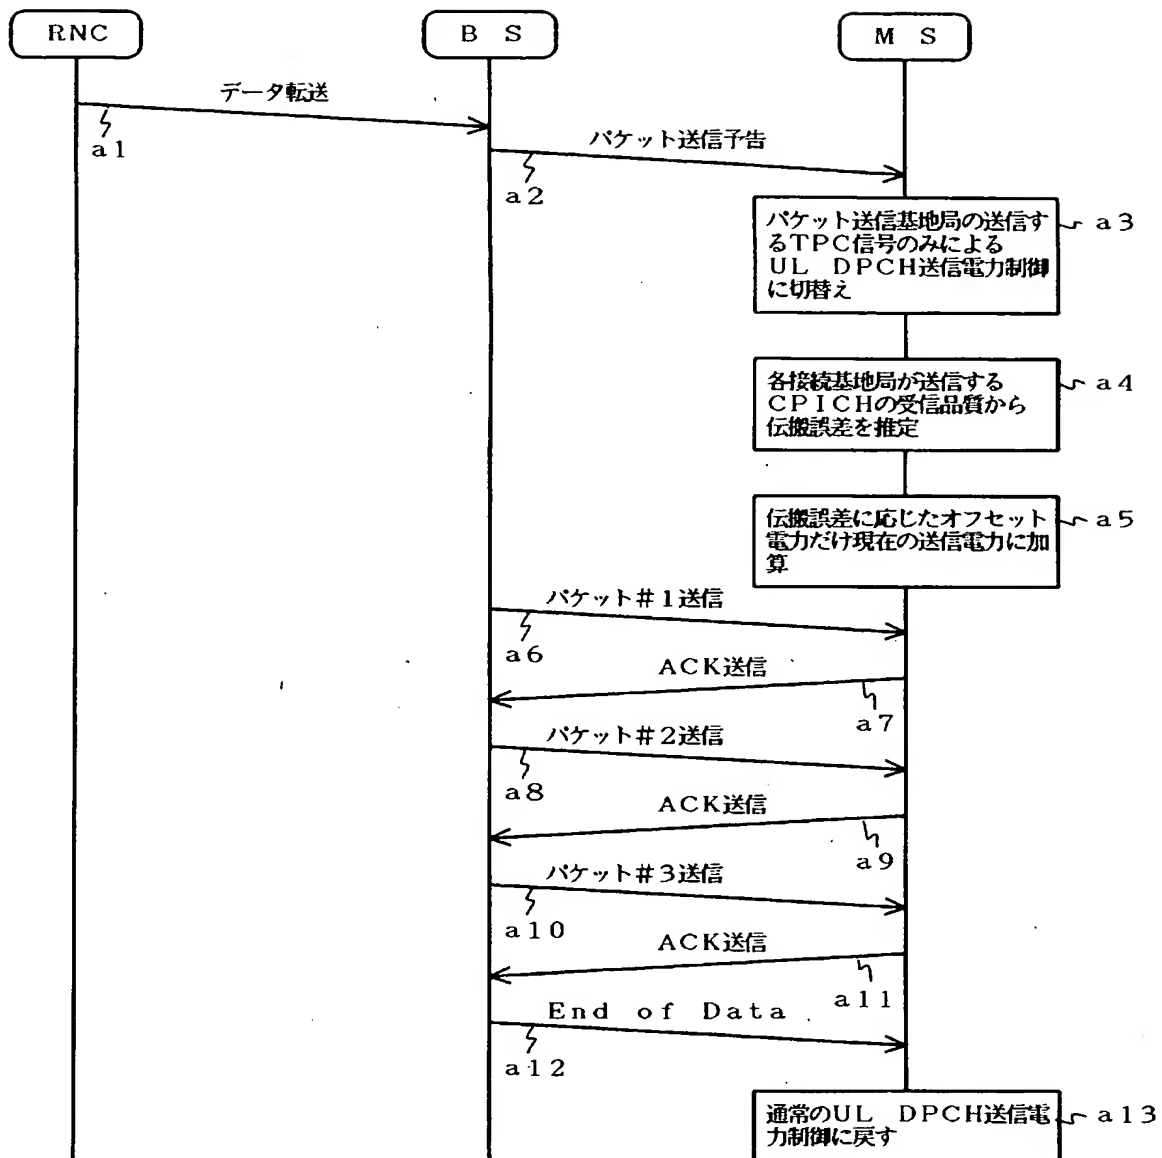 RNC
B S
M S
データ転送
a1
パケット送信予告
a2
パケット送信基地局の送信す
るTPC信号のみによる
UL DPCH送信電力制御
に切替え
a3
各接続基地局が送信する
CPICHの受信品質から
伝搬誤差を推定
a4
伝搬誤差に応じたオフセット
電力だけ現在の送信電力に加
算
a5
パケット#1送信
a6
ACK送信
a7
パケット#2送信
a8
ACK送信
a9
パケット#3送信
a10
ACK送信
a11
End of Data
a12
通常のUL DPCH送信電
力制御に戻す
a13